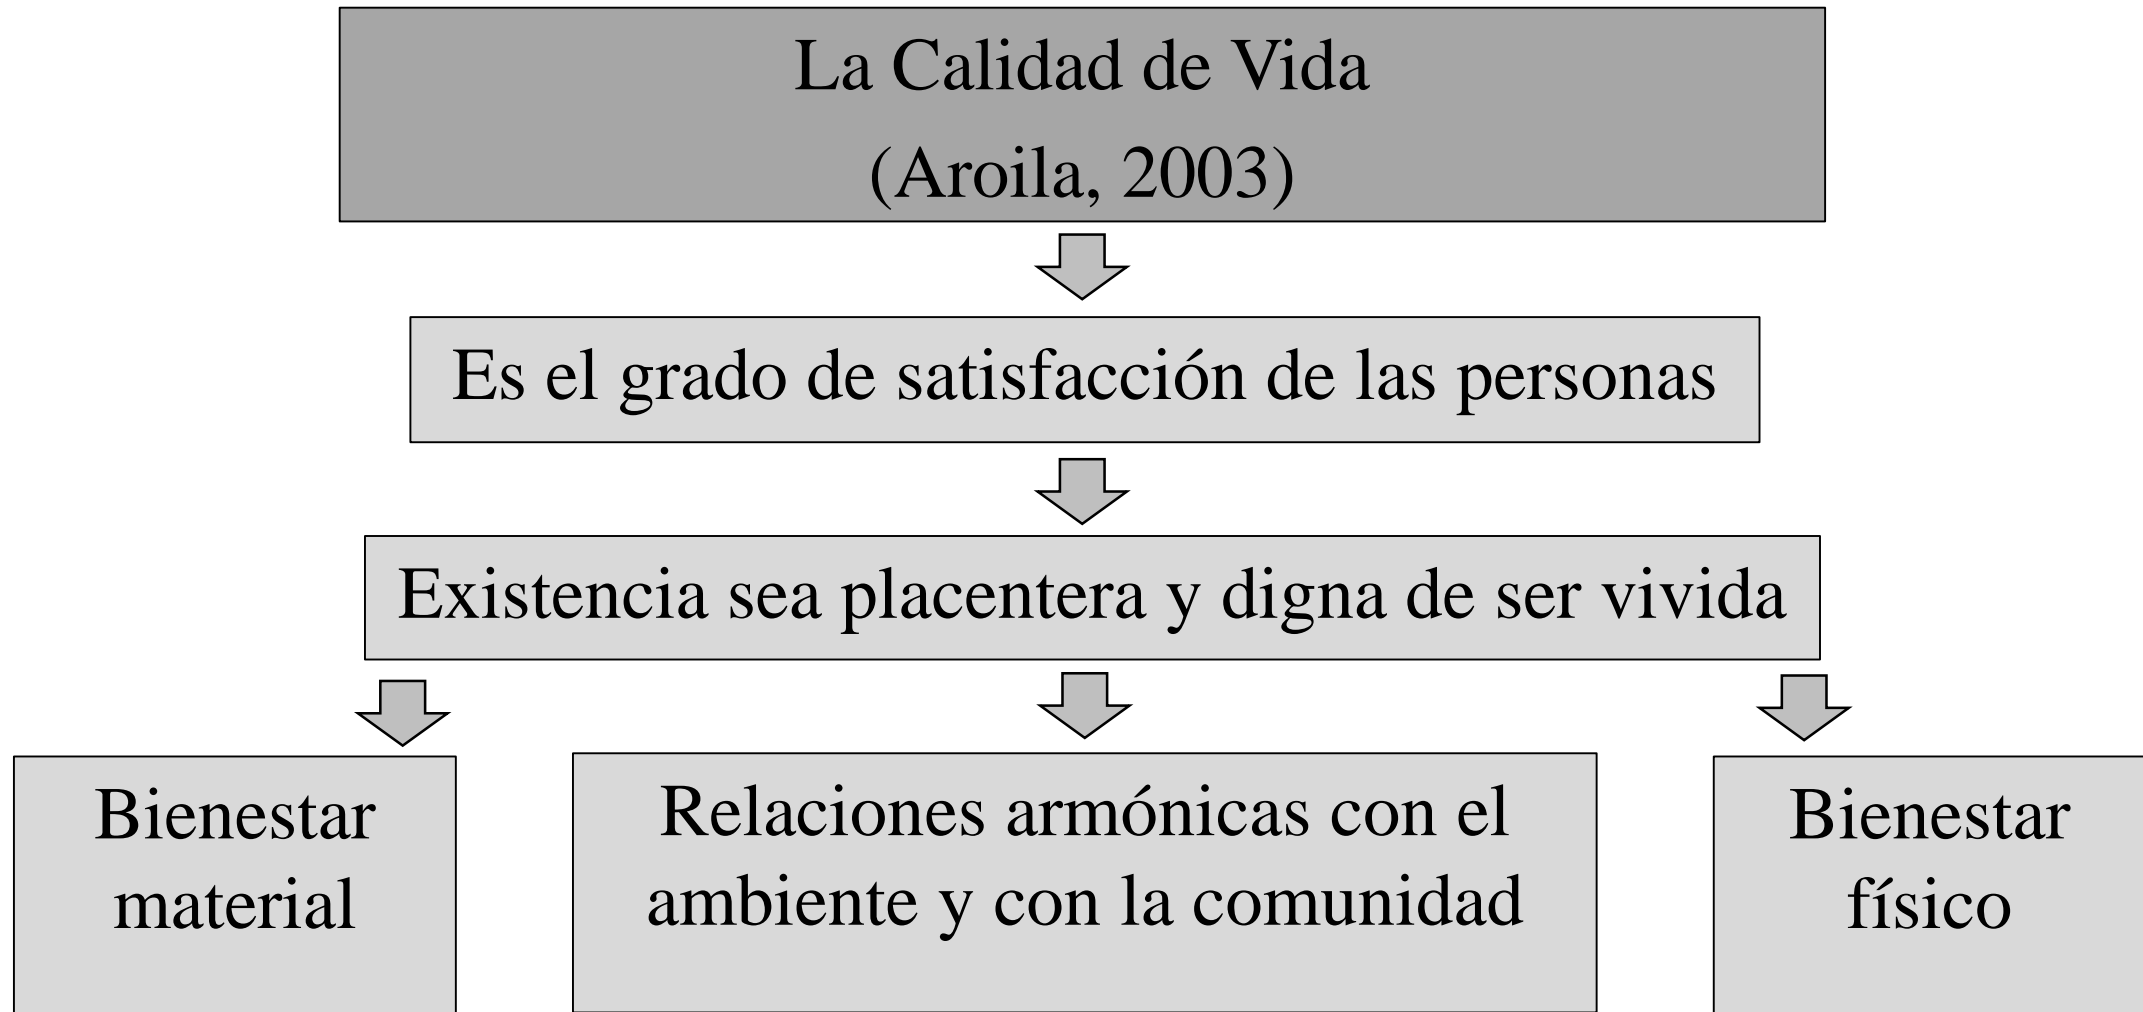 La Calidad de Vida
(Aroila, 2003)
Es el grado de satisfacción de las personas
Existencia sea placentera y digna de ser vivida
Bienestar
material
Relaciones armónicas con el
ambiente y con la comunidad
Bienestar
físico